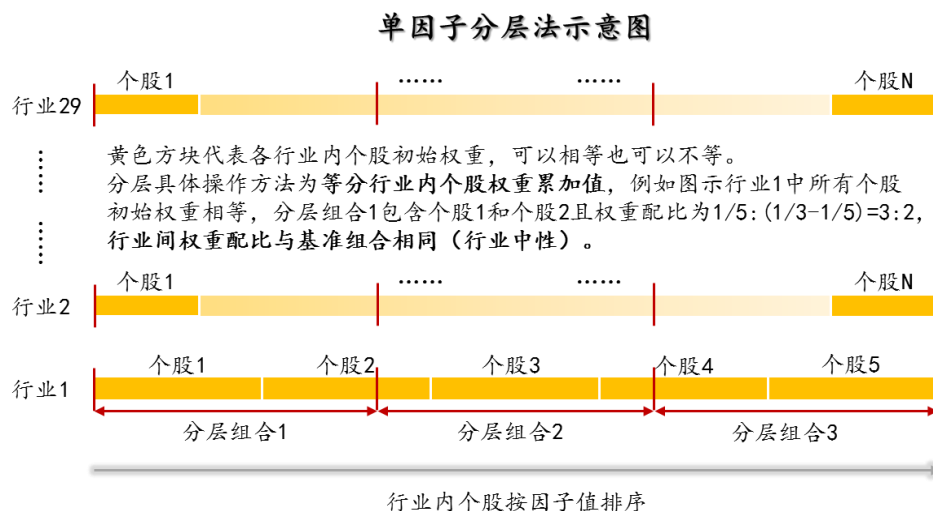 单因子分层法示意图
个股1 …… …… 个股N
行业29
……
黄色方块代表各行业内个股初始权重，可以相等也可以不等。
分层具体操作方法为等分行业内个股权重累加值，例如图示行业1中所有个股
初始权重相等，分层组合1包含个股1和个股2且权重配比为1/5:(1/3-1/5)=3:2，
行业间权重配比与基准组合相同（行业中性）。
……
个股1 …… …… 个股N
行业2
个股1 个股2 个股3 个股4 个股5
行业1
分层组合1 分层组合2 分层组合3
行业内个股按因子值排序